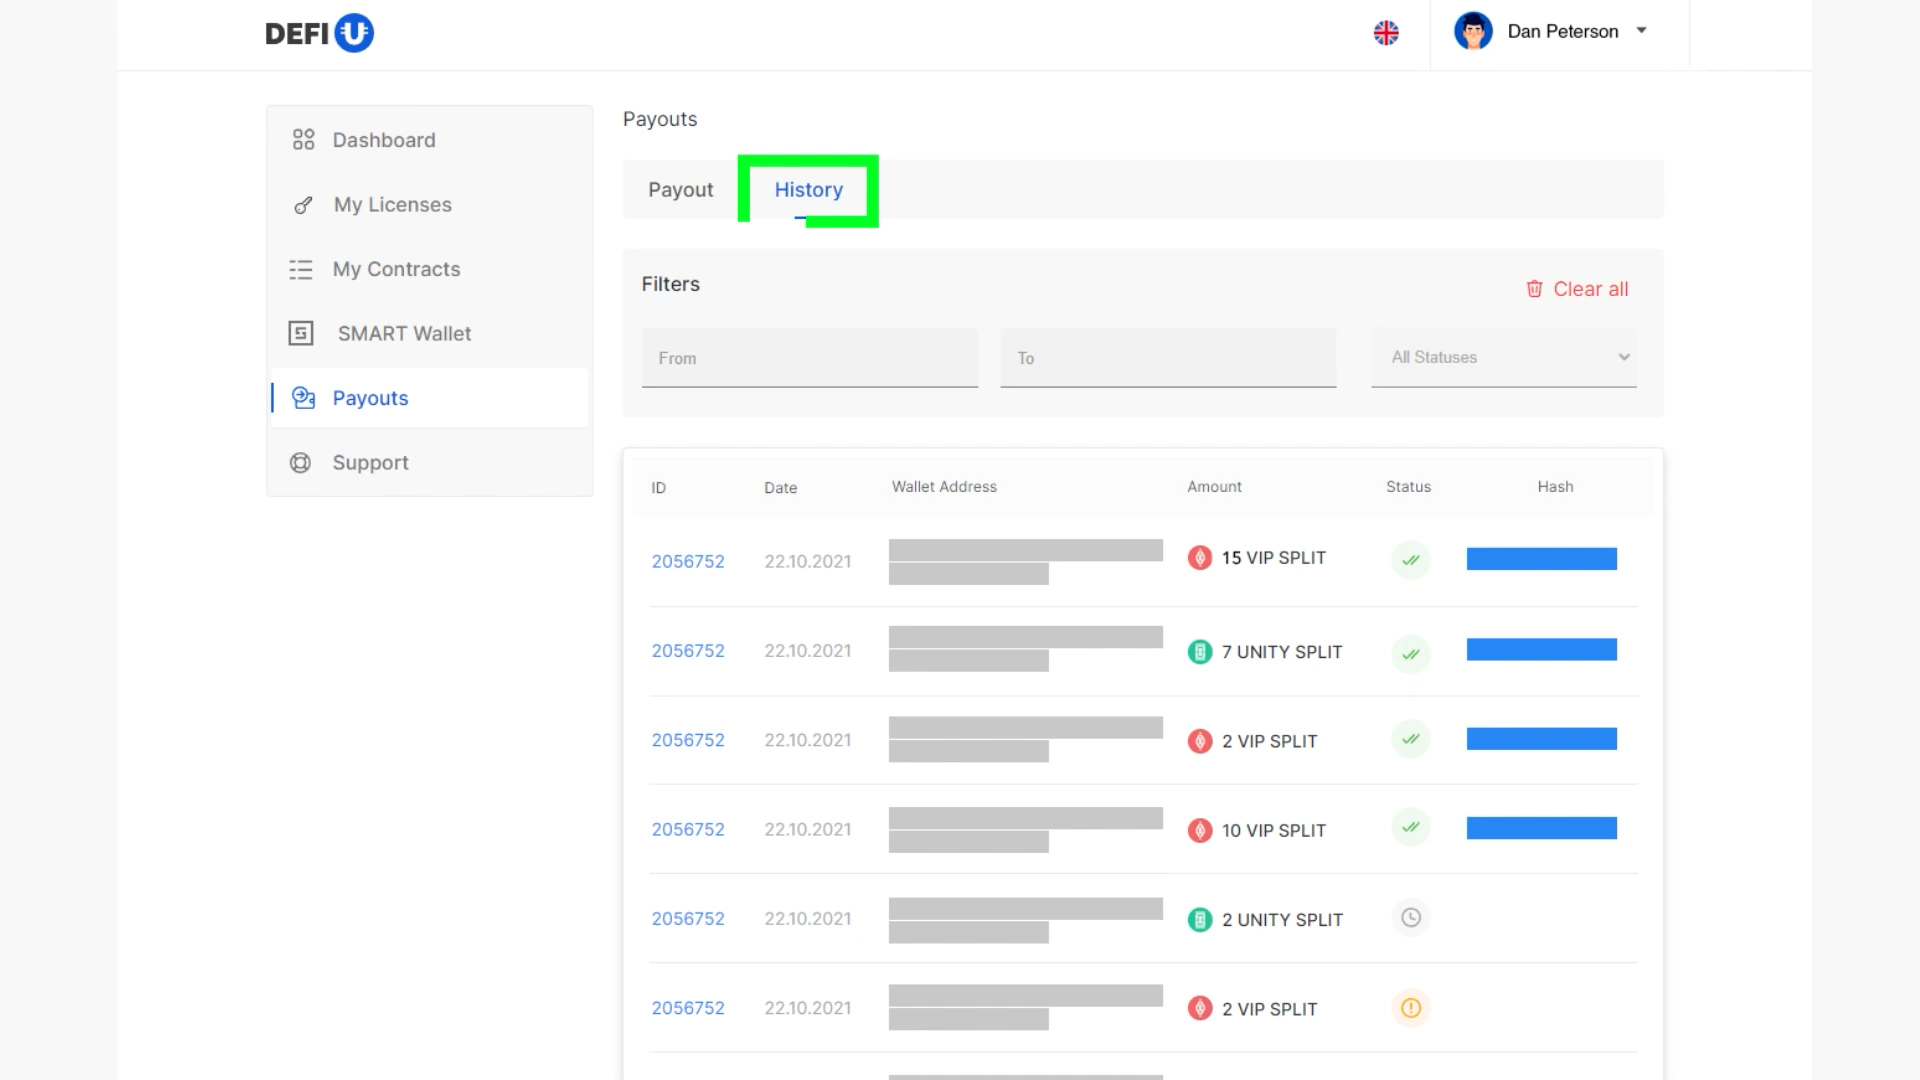 DEFI U
Dan Peterson
Dashboard
My Licenses
My Contracts
SMART Wallet
Payouts
Support
Payouts
Payout History
Filters
Clear all
From To All Statuses
ID Date Wallet Address Amount Status Hash
2056752 22.10.2021 15 VIP SPLIT
2056752 22.10.2021 7 UNITY SPLIT
2056752 22.10.2021 2 VIP SPLIT
2056752 22.10.2021 10 VIP SPLIT
2056752 22.10.2021 2 UNITY SPLIT
2056752 22.10.2021 2 VIP SPLIT